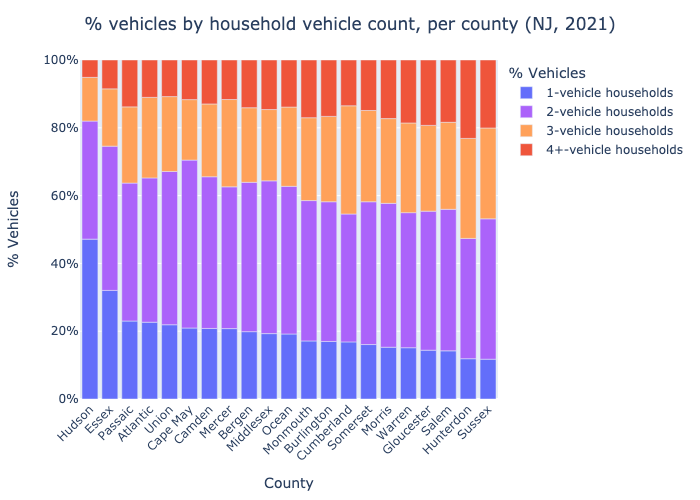 % vehicles by household vehicle count, per county (NJ, 2021)
% Vehicles
1-vehicle households
2-vehicle households
3-vehicle households
4+-vehicle households
100%
80%
60%
40%
20%
0%
% Vehicles
Hudson
Essex
Passaic
Atlantic
Union
Cape May
Camden
Mercer
Bergen
Middlesex
Ocean
Monmouth
Burlington
Cumberland
Somerset
Morris
Warren
Gloucester
Salem
Hunterdon
Sussex
County